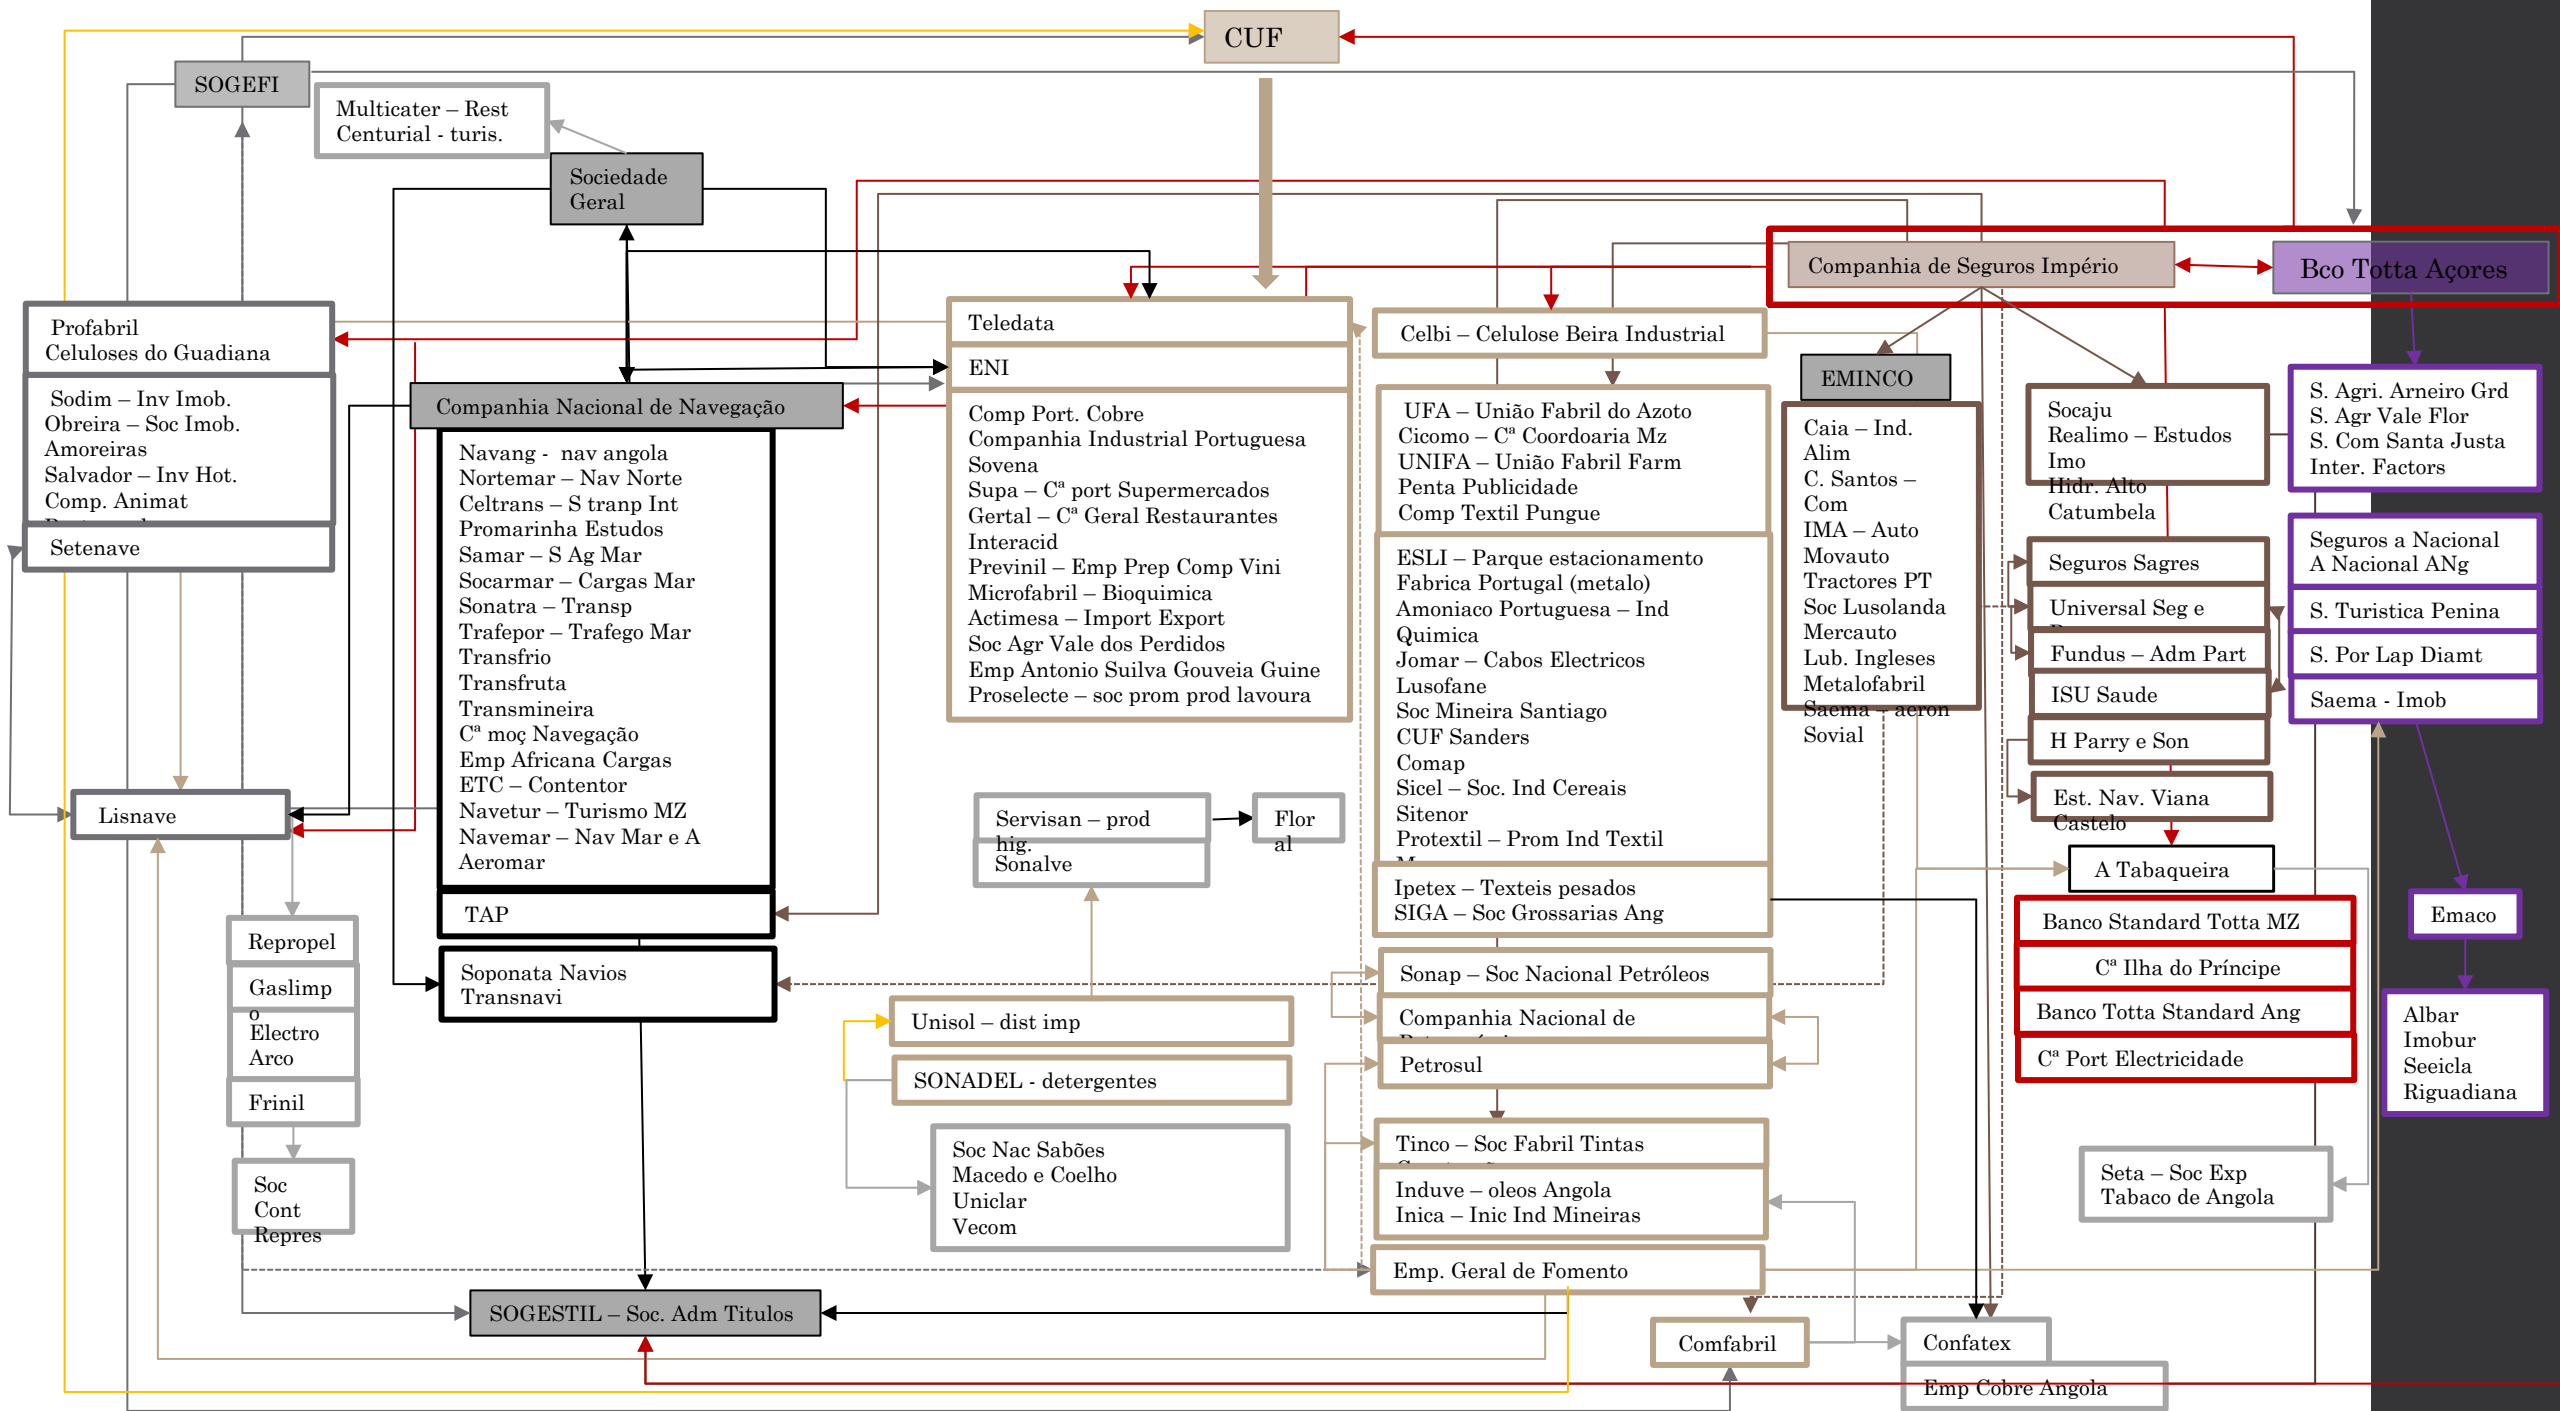 CUF
SOGEFI
Multicater – Rest
Centurial - turis.
Sociedade
Geral
Companhia de Seguros Império
Bco Totta Açores
Profabril
Celuloses do Guadiana
Sodim – Inv Imob.
Obreira – Soc Imob.
Amoreiras
Salvador – Inv Hot.
Comp. Animat
Setenave
Lisnave
Repropel
Gaslimp
o
Electro
Arco
Frinil
Soc
Cont
Repres
Companhia Nacional de Navegação
Navang - nav angola
Nortemar – Nav Norte
Celtrans – S tranp Int
Promarinha Estudos
Samar – S Ag Mar
Socarmar – Cargas Mar
Sonatra – Transp
Trafepor – Trafego Mar
Transfrio
Transfruta
Transmineira
Cª moç Navegação
Emp Africana Cargas
ETC – Contentor
Navetur – Turismo MZ
Navemar – Nav Mar e A
Aeromar
TAP
Soponata Navios
Transnavi
SOGESTIL – Soc. Adm Titulos
Teledata
ENI
Comp Port. Cobre
Companhia Industrial Portuguesa
Sovena
Supa – Cª port Supermercados
Gertal – Cª Geral Restaurantes
Interacid
Previnil – Emp Prep Comp Vini
Microfabril – Bioquimica
Actimesa – Import Export
Soc Agr Vale dos Perdidos
Emp Antonio Suilva Gouveia Guine
Proselecte – soc prom prod lavoura
Servisan – prod
hig.
Flor
al
Sonalve
Unisol – dist imp
SONADEL - detergentes
Soc Nac Sabões
Macedo e Coelho
Uniclar
Vecom
Celbi – Celulose Beira Industrial
UFA – União Fabril do Azoto
Cicomo – Cª Coordoaria Mz
UNIFA – União Fabril Farm
Penta Publicidade
Comp Textil Pungue
ESLI – Parque estacionamento
Fabrica Portugal (metalo)
Amoniaco Portuguesa – Ind
Quimica
Jomar – Cabos Electricos
Lusofane
Soc Mineira Santiago
CUF Sanders
Comap
Sicel – Soc. Ind Cereais
Sitenor
Protextil – Prom Ind Textil
Ipetex – Texteis pesados
SIGA – Soc Grossarias Ang
Sonap – Soc Nacional Petróleos
Companhia Nacional de
Petrosul
Tinco – Soc Fabril Tintas
Induve – oleos Angola
Inica – Inic Ind Mineiras
Emp. Geral de Fomento
Comfabril
Confatex
Emp Cobre Angola
EMINCO
Caia – Ind.
Alim
C. Santos –
Com
IMA – Auto
Movauto
Tractores PT
Soc Lusolanda
Mercauto
Lub. Ingleses
Metalofabril
Saema – aeron
Sovial
Socaju
Realimo – Estudos
Imo
Hidr. Alto
Catumbela
Seguros Sagres
Universal Seg e
Fundus – Adm Part
ISU Saude
H Parry e Son
Est. Nav. Viana
Castelo
A Tabaqueira
Banco Standard Totta MZ
Cª Ilha do Príncipe
Banco Totta Standard Ang
Cª Port Electricidade
Seta – Soc Exp
Tabaco de Angola
S. Agri. Arneiro Grd
S. Agr Vale Flor
S. Com Santa Justa
Inter. Factors
Seguros a Nacional
A Nacional ANg
S. Turistica Penina
S. Por Lap Diamt
Saema - Imob
Emaco
Albar
Imobur
Seeicla
Riguadiana